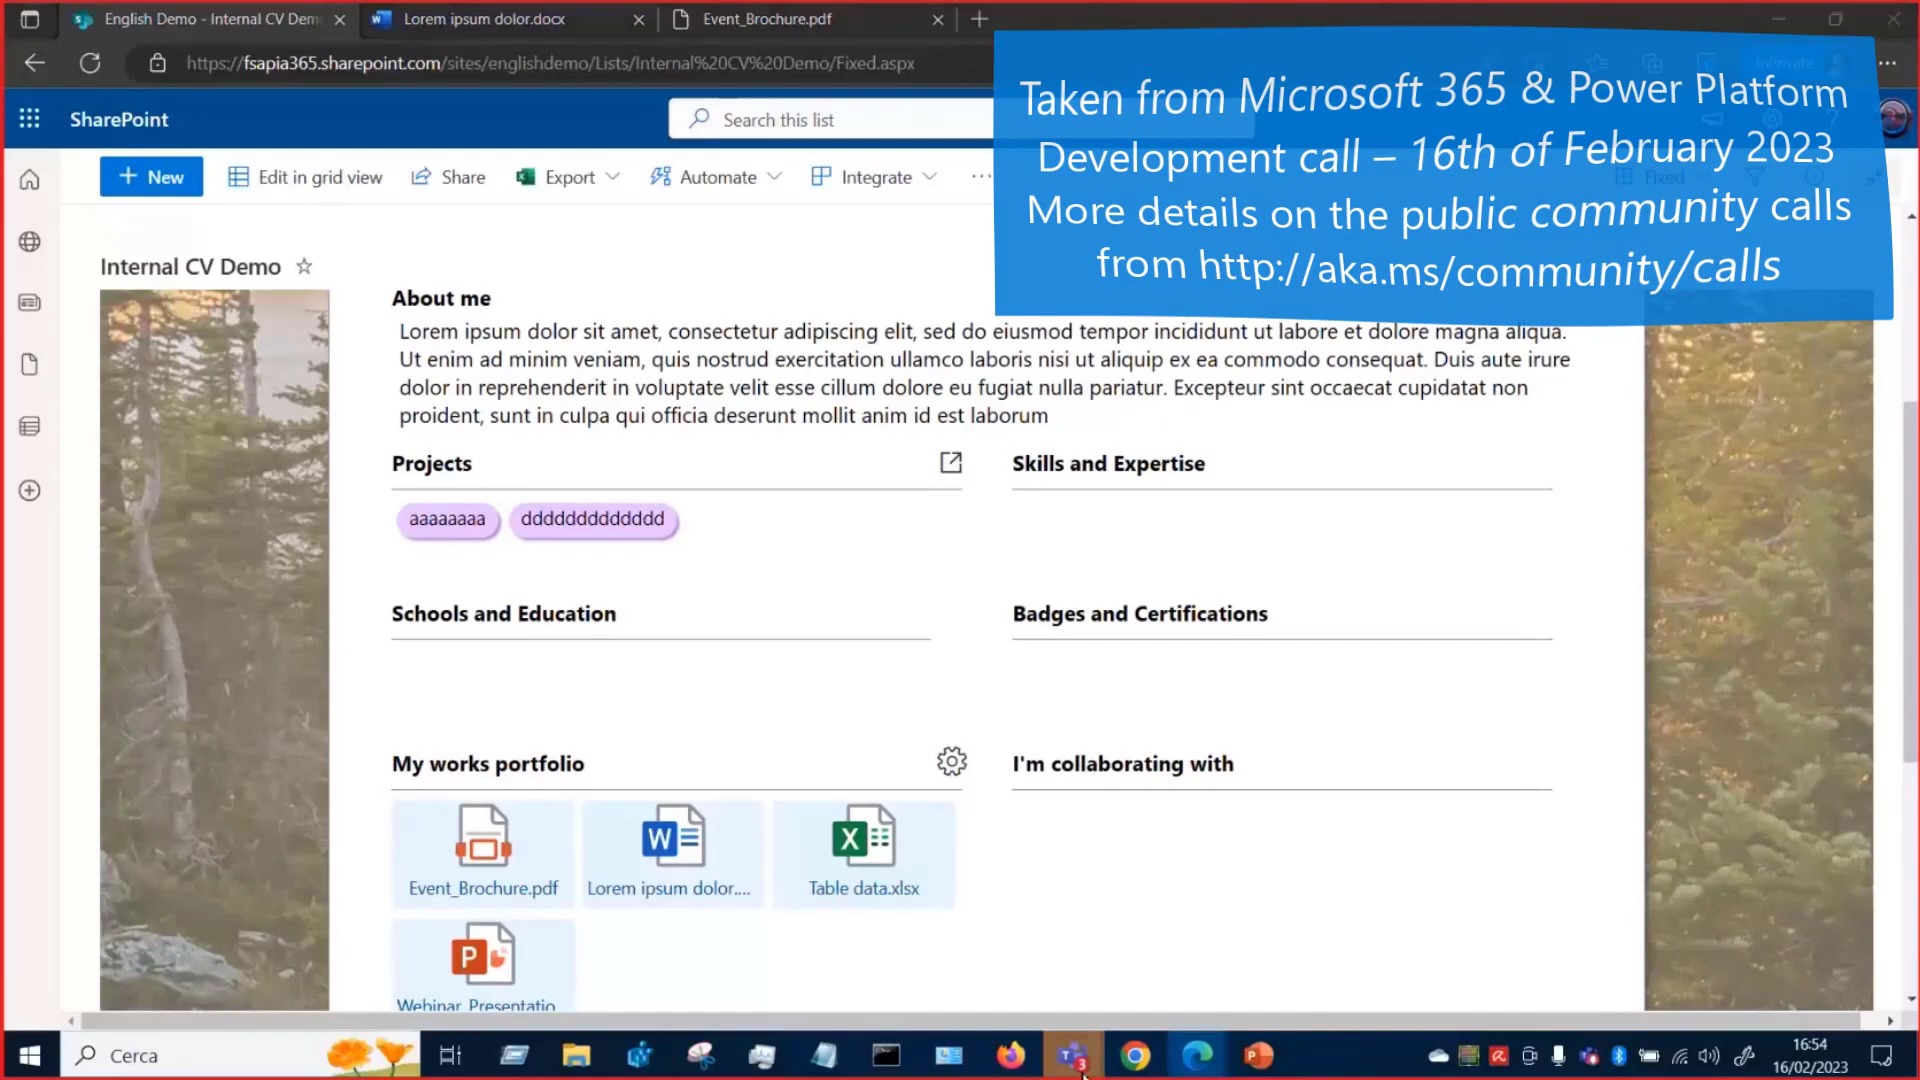 English Demo - Internal CV Dem
Lorem ipsum dolor.docx
Event_Brochure.pdf
https://fsapia365.sharepoint.com/sites/englishdemo/Lists/Internal%20CV%20Demo/Fixed.aspx
InPrivate
Taken from Microsoft 365 & Power Platform
Development call – 16th of February 2023
More details on the public community calls
from http://aka.ms/community/calls
SharePoint
Search this list
New
Edit in grid view
Share
Export
Automate
Integrate
Fixed
Internal CV Demo
About me
Lorem ipsum dolor sit amet, consectetur adipiscing elit, sed do eiusmod tempor incididunt ut labore et dolore magna aliqua.
Ut enim ad minim veniam, quis nostrud exercitation ullamco laboris nisi ut aliquip ex ea commodo consequat. Duis aute irure
dolor in reprehenderit in voluptate velit esse cillum dolore eu fugiat nulla pariatur. Excepteur sint occaecat cupidatat non
proident, sunt in culpa qui officia deserunt mollit anim id est laborum
Projects
Skills and Expertise
aaaaaaaa
ddddddddddddd
Schools and Education
Badges and Certifications
My works portfolio
I'm collaborating with
Event_Brochure.pdf
Lorem ipsum dolor....
Table data.xlsx
Webinar_Presentatio
Cerca
3
16:54
16/02/2023